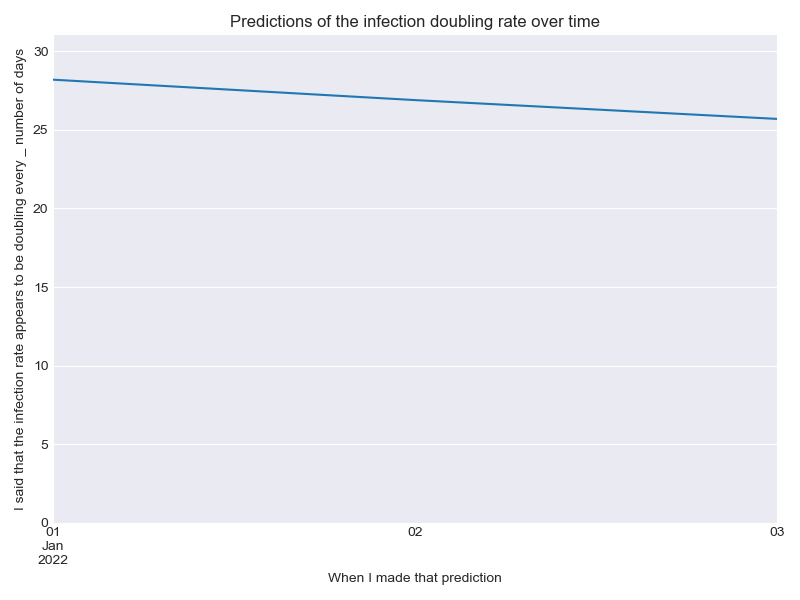 Predictions of the infection doubling rate over time
I said that the infection rate appears to be doubling every _ number of days
30
25
20
15
10
5
0
01
Jan
2022
02
03
When I made that prediction